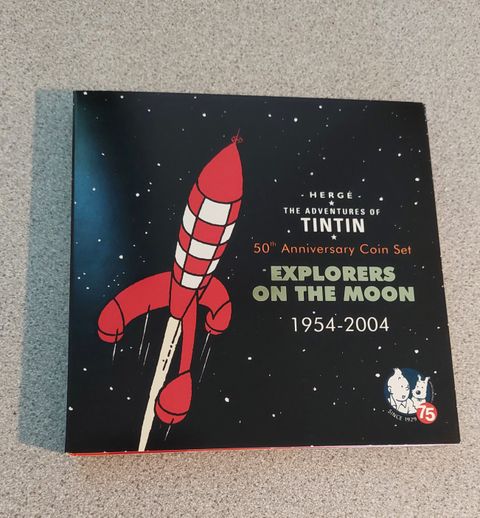 HERGÉ
THE ADVENTURES OF
TINTIN
50th Anniversary Coin Set
EXPLORERS
ON THE MOON
1954-2004
75
SINCE 1929